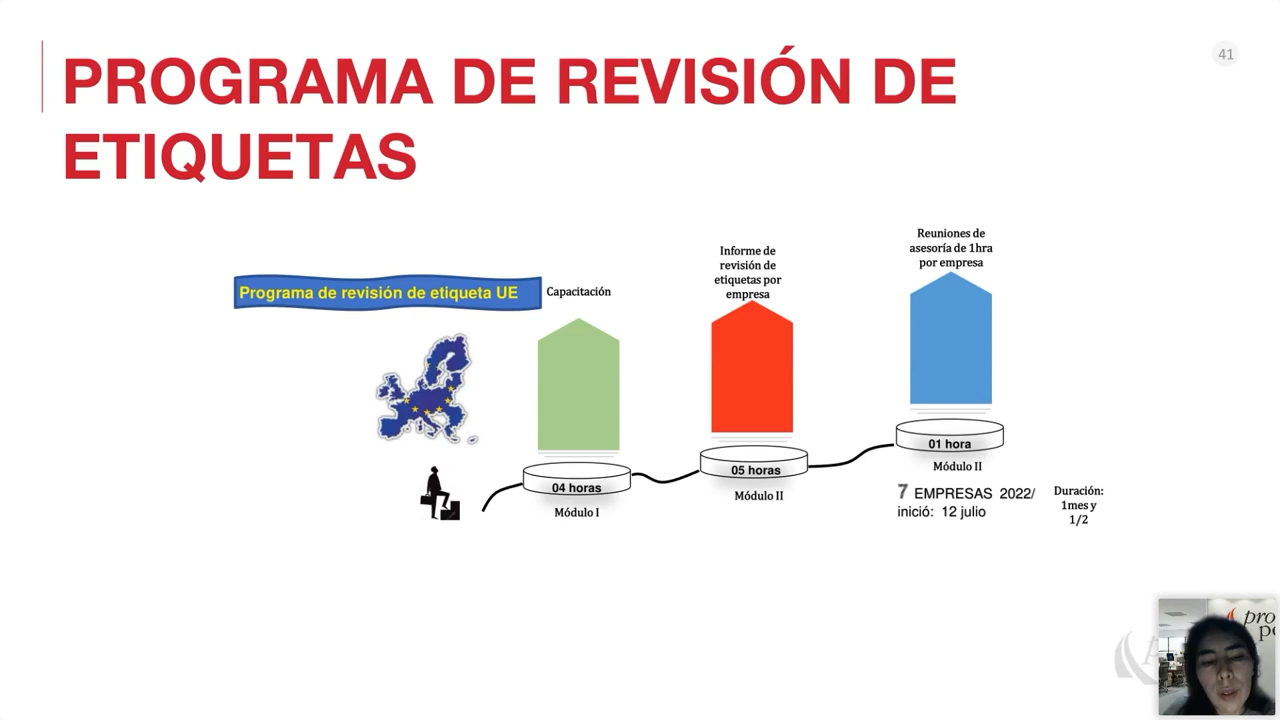 41
PROGRAMA DE REVISIÓN DE
ETIQUETAS
Programa de revisión de etiqueta UE
Capacitación
Informe de
revisión de
etiquetas por
empresa
Reuniones de
asesoría de 1hra
por empresa
04 horas
Módulo I
05 horas
Módulo II
01 hora
Módulo II
7 EMPRESAS 2022/
inició: 12 julio
Duración:
1mes y
1/2
pro